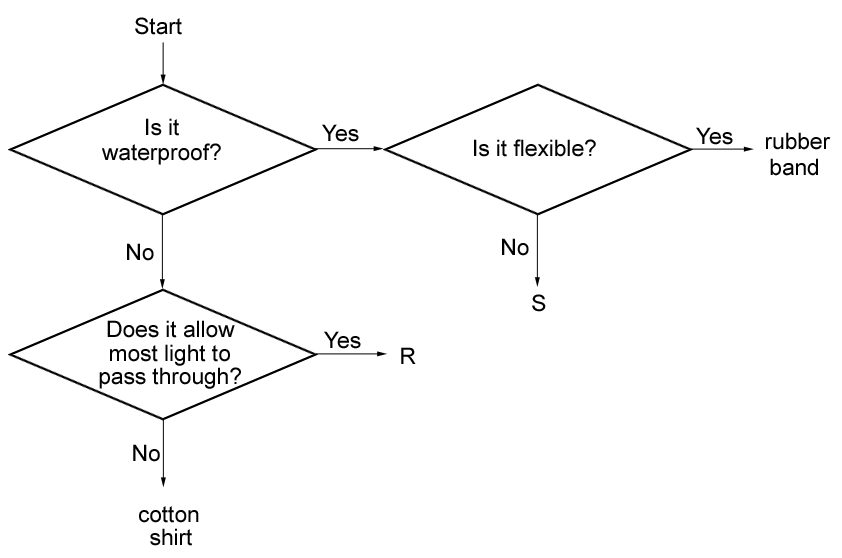 Start
Is it
waterproof?
Yes
Is it flexible?
Yes
rubber
band
No
No
S
Does it allow
most light to
pass through?
Yes
R
No
cotton
shirt